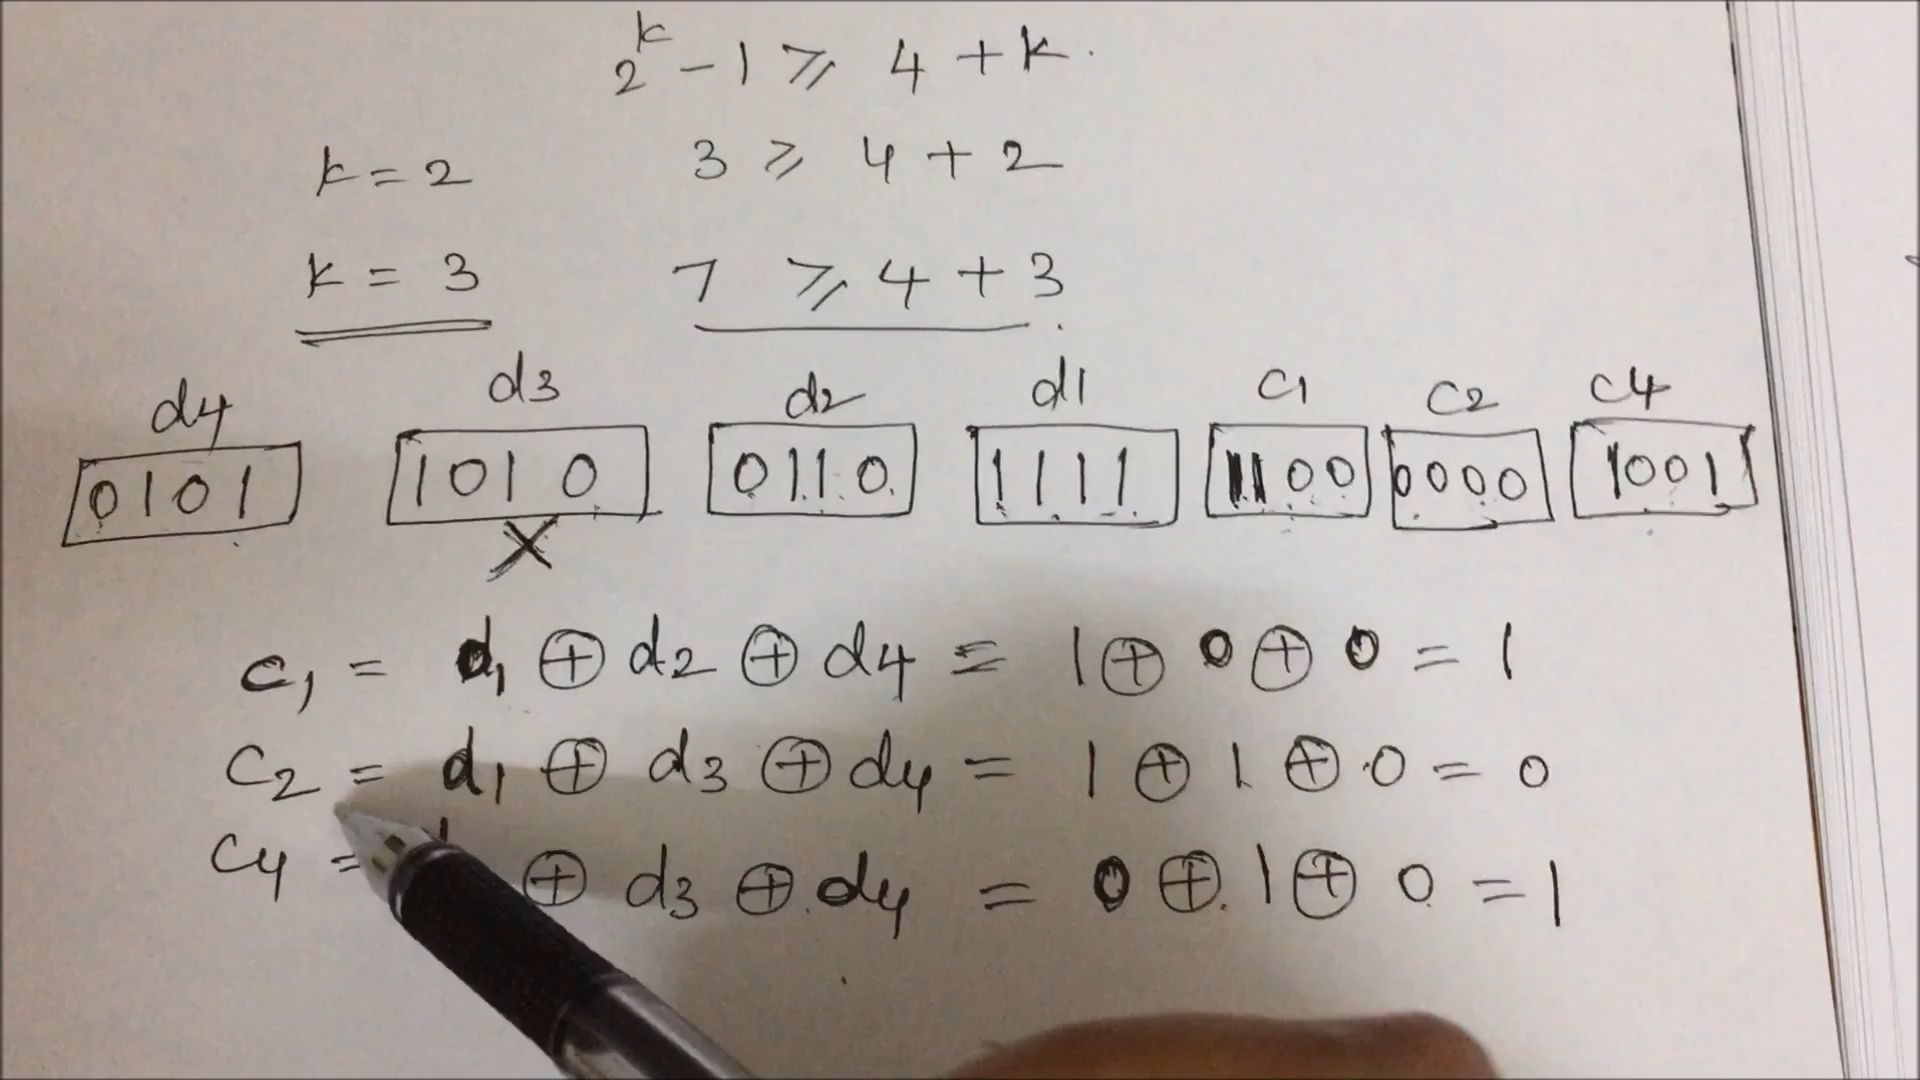 2^k - 1 ≥ 4 + k.
k = 2 3 ≥ 4 + 2
k = 3 7 ≥ 4 + 3
d4 d3 d2 d1 C1 C2 C4
0101 1010 0110 1111 1100 0000 1001
X
C1 = d1 ⊕ d2 ⊕ d4 = 1 ⊕ 0 ⊕ 0 = 1
C2 = d1 ⊕ d3 ⊕ d4 = 1 ⊕ 1 ⊕ 0 = 0
C4 = ⊕ d3 ⊕ d4 = 0 ⊕ 1 ⊕ 0 = 1